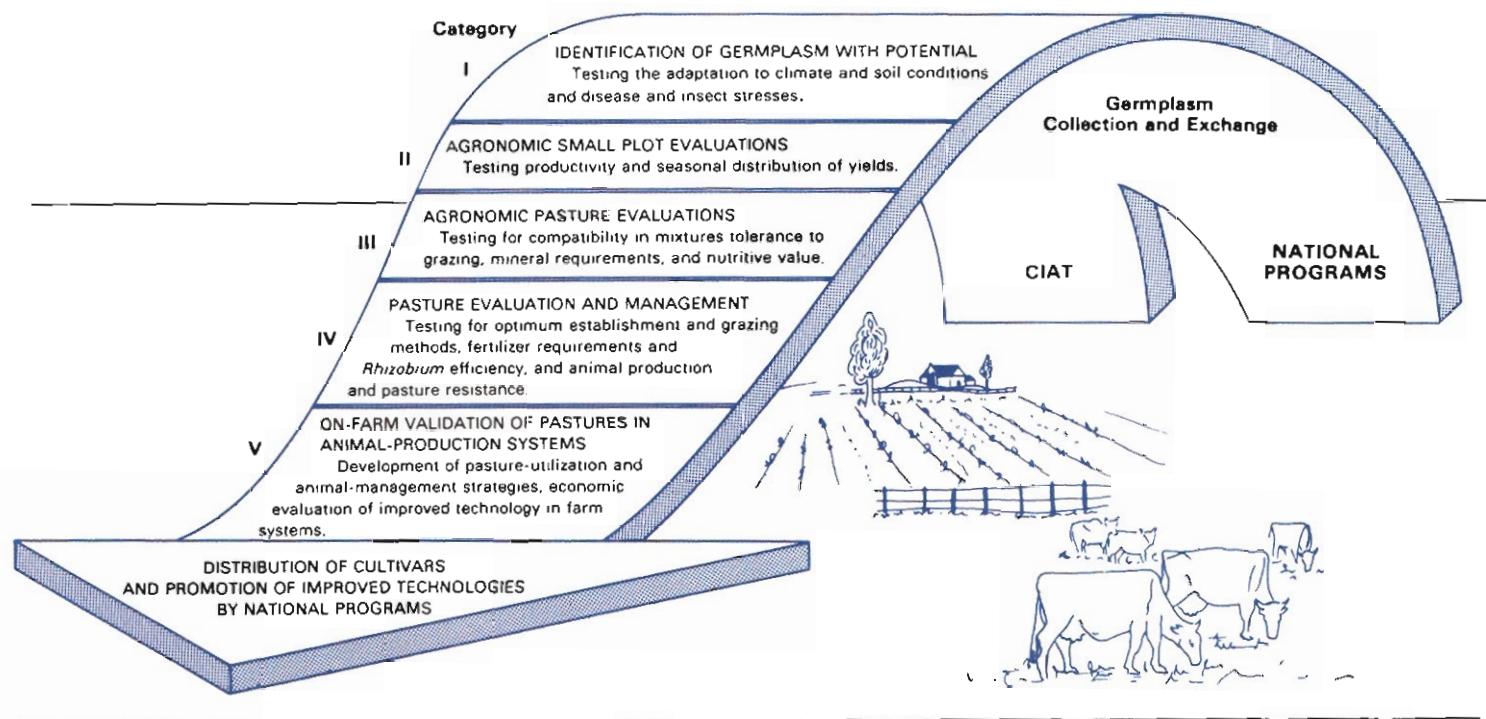 Category
I
IDENTIFICATION OF GERMPLASM WITH POTENTIAL
Testing the adaptation to climate and soil conditions
and disease and insect stresses.
II
AGRONOMIC SMALL PLOT EVALUATIONS
Testing productivity and seasonal distribution of yields.
III
AGRONOMIC PASTURE EVALUATIONS
Testing for compatibility in mixtures tolerance to
grazing, mineral requirements, and nutritive value.
IV
PASTURE EVALUATION AND MANAGEMENT
Testing for optimum establishment and grazing
methods, fertilizer requirements and
Rhizobium efficiency, and animal production
and pasture resistance.
V
ON-FARM VALIDATION OF PASTURES IN
ANIMAL-PRODUCTION SYSTEMS
Development of pasture-utilization and
animal-management strategies, economic
evaluation of improved technology in farm
systems.
DISTRIBUTION OF CULTIVARS
AND PROMOTION OF IMPROVED TECHNOLOGIES
BY NATIONAL PROGRAMS
Germplasm
Collection and Exchange
CIAT
NATIONAL
PROGRAMS